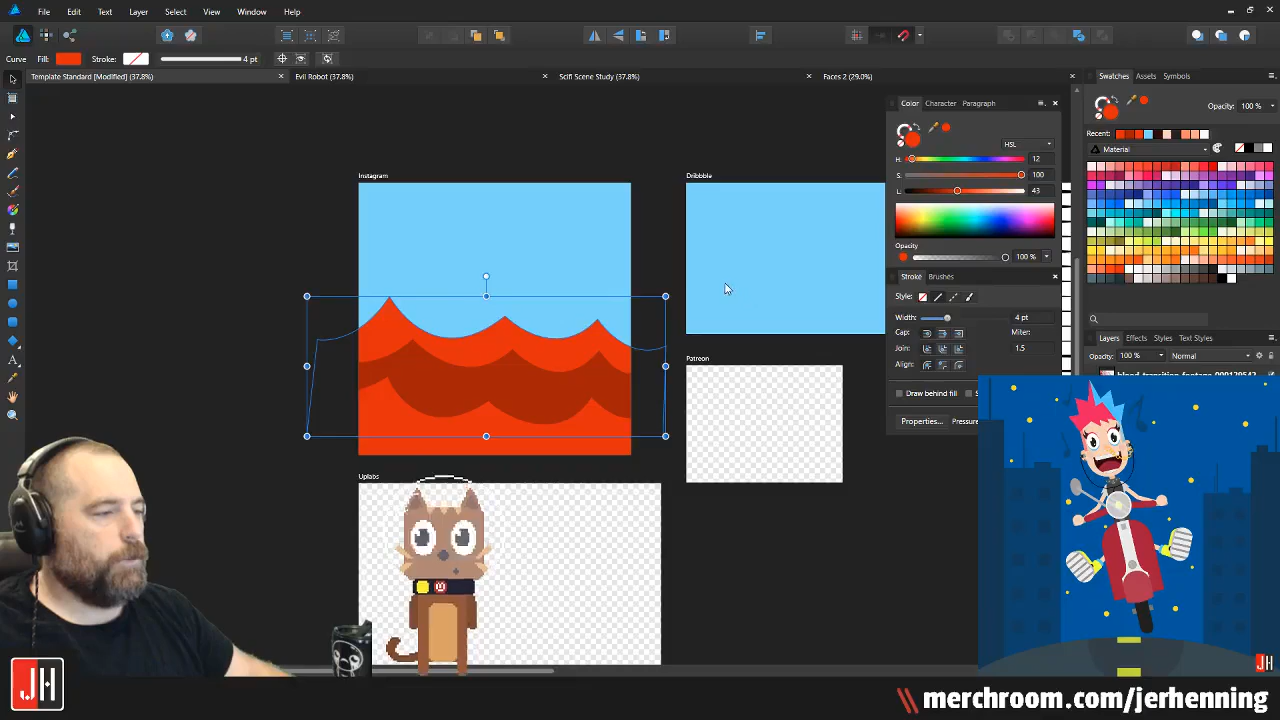 File Edit Text Layer Select View Window Help
Curve Fill: Stroke: 4 pt
Template Standard [Modified] (37.8%) Evil Robot (37.8%) Scifi Scene Study (37.8%) Faces 2 (29.0%)
Swatches Assets Symbols
Opacity: 100 %
Recent:
Material
Color Character Paragraph
HSL
H: 12
S: 100
L: 43
Opacity
100 %
Stroke Brushes
Style:
Width: 4 pt
Cap: Miter:
Join: 1.5
Align:
Draw behind fill
Properties... Pressure
Layers Effects Styles Text Styles
Opacity: 100 % Normal
Instagram
Dribbble
Patreon
Uplabs
JH
JH
merchroom.com/jerhenning